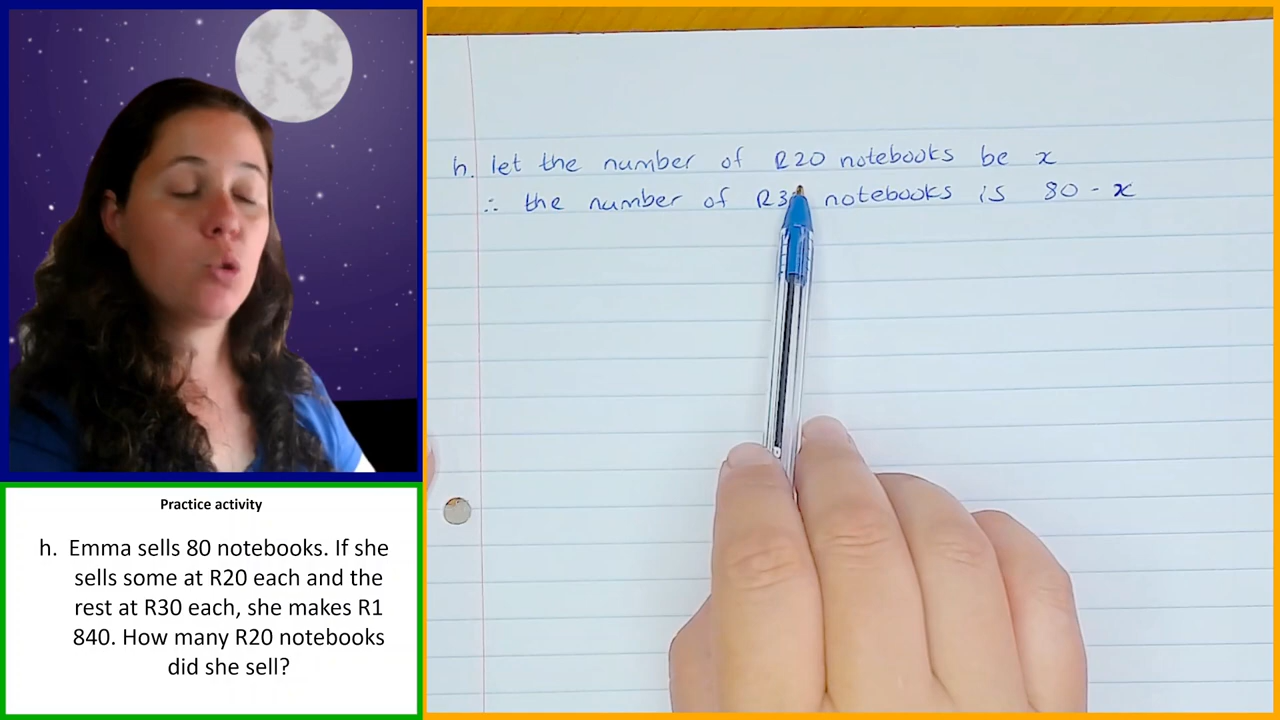 Practice activity
h. Emma sells 80 notebooks. If she
sells some at R20 each and the
rest at R30 each, she makes R1
840. How many R20 notebooks
did she sell?
h. let the number of R20 notebooks be x
∴ the number of R3 notebooks is 80 - x